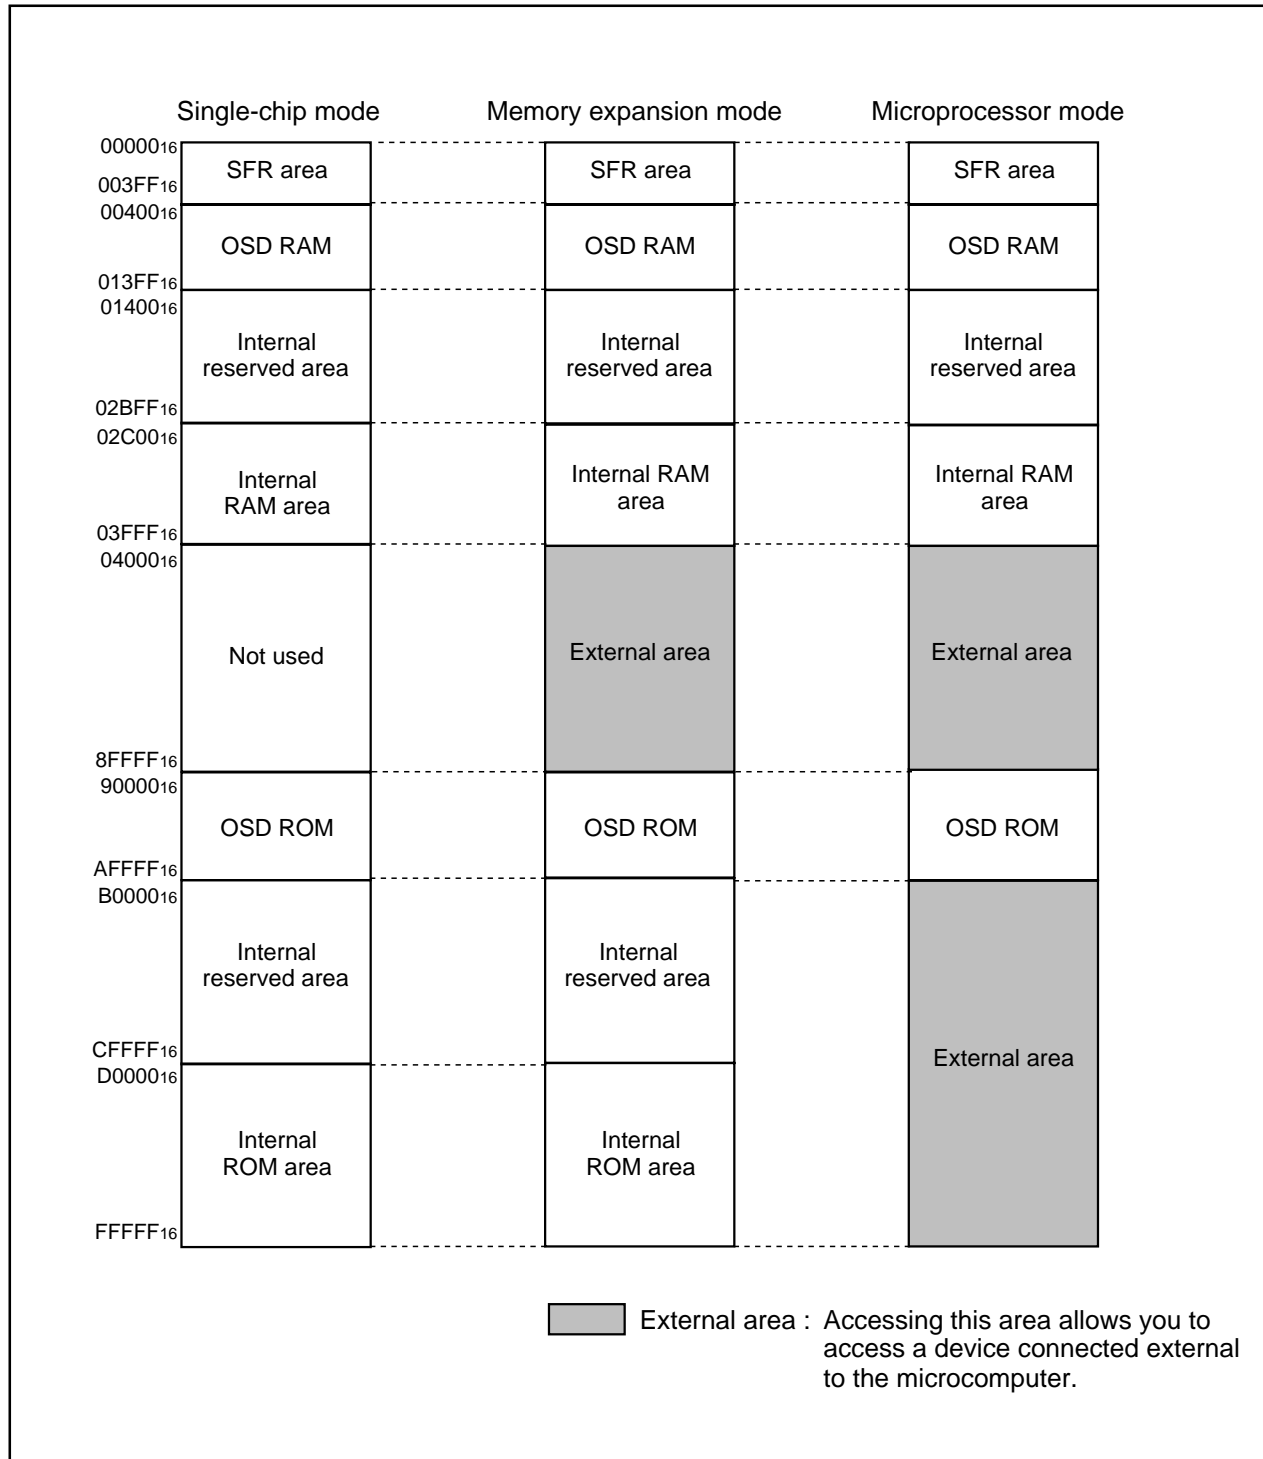 Single-chip mode Memory expansion mode Microprocessor mode
0000016
SFR area SFR area SFR area
003FF16
0040016
OSD RAM OSD RAM OSD RAM
013FF16
0140016
Internal Internal Internal
reserved area reserved area reserved area
02BFF16
02C0016
Internal Internal RAM Internal RAM
RAM area area area
03FFF16
0400016
Not used External area External area
8FFFF16
9000016
OSD ROM OSD ROM OSD ROM
AFFFF16
B000016
Internal Internal
reserved area reserved area
CFFFF16
External area
D000016
Internal Internal
ROM area ROM area
FFFFF16
External area : Accessing this area allows you to
access a device connected external
to the microcomputer.